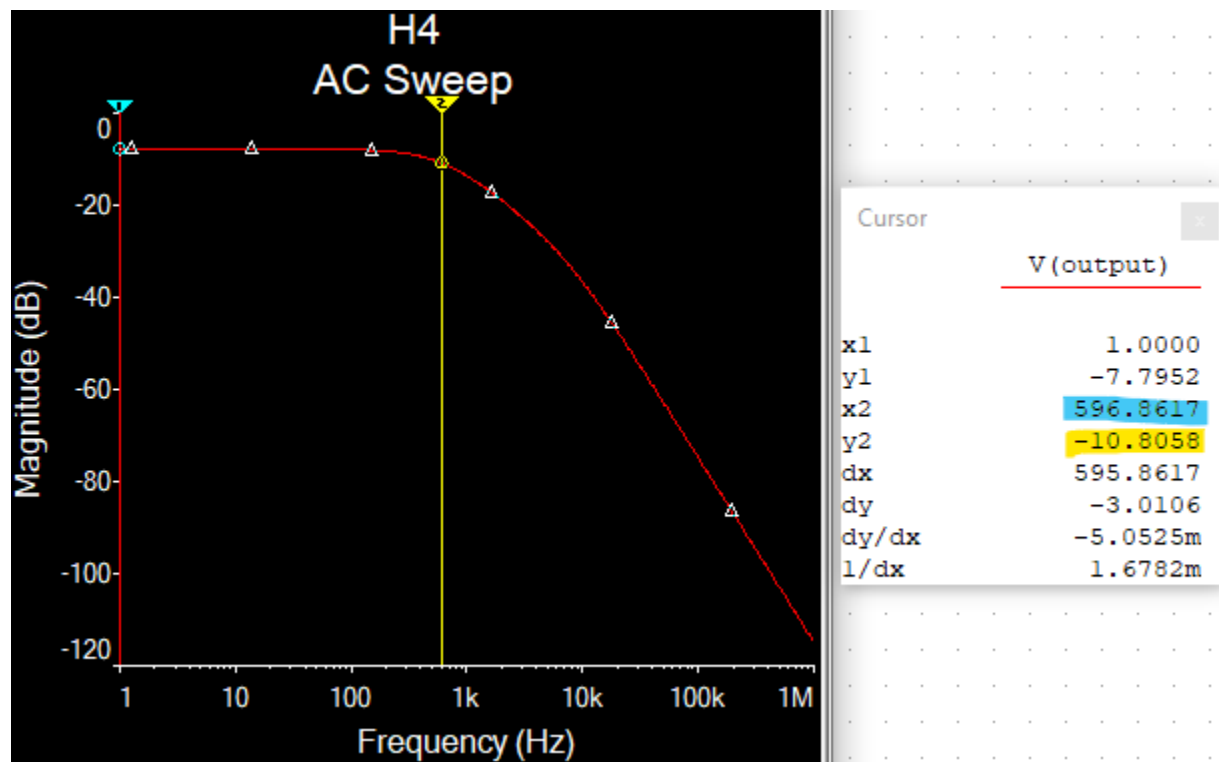 H4
AC Sweep
1
2
0
-20
-40
-60
-80
-100
-120
Magnitude (dB)
1 10 100 1k 10k 100k 1M
Frequency (Hz)
Cursor x
V(output)
x1 1.0000
y1 -7.7952
x2 596.8617
y2 -10.8058
dx 595.8617
dy -3.0106
dy/dx -5.0525m
1/dx 1.6782m